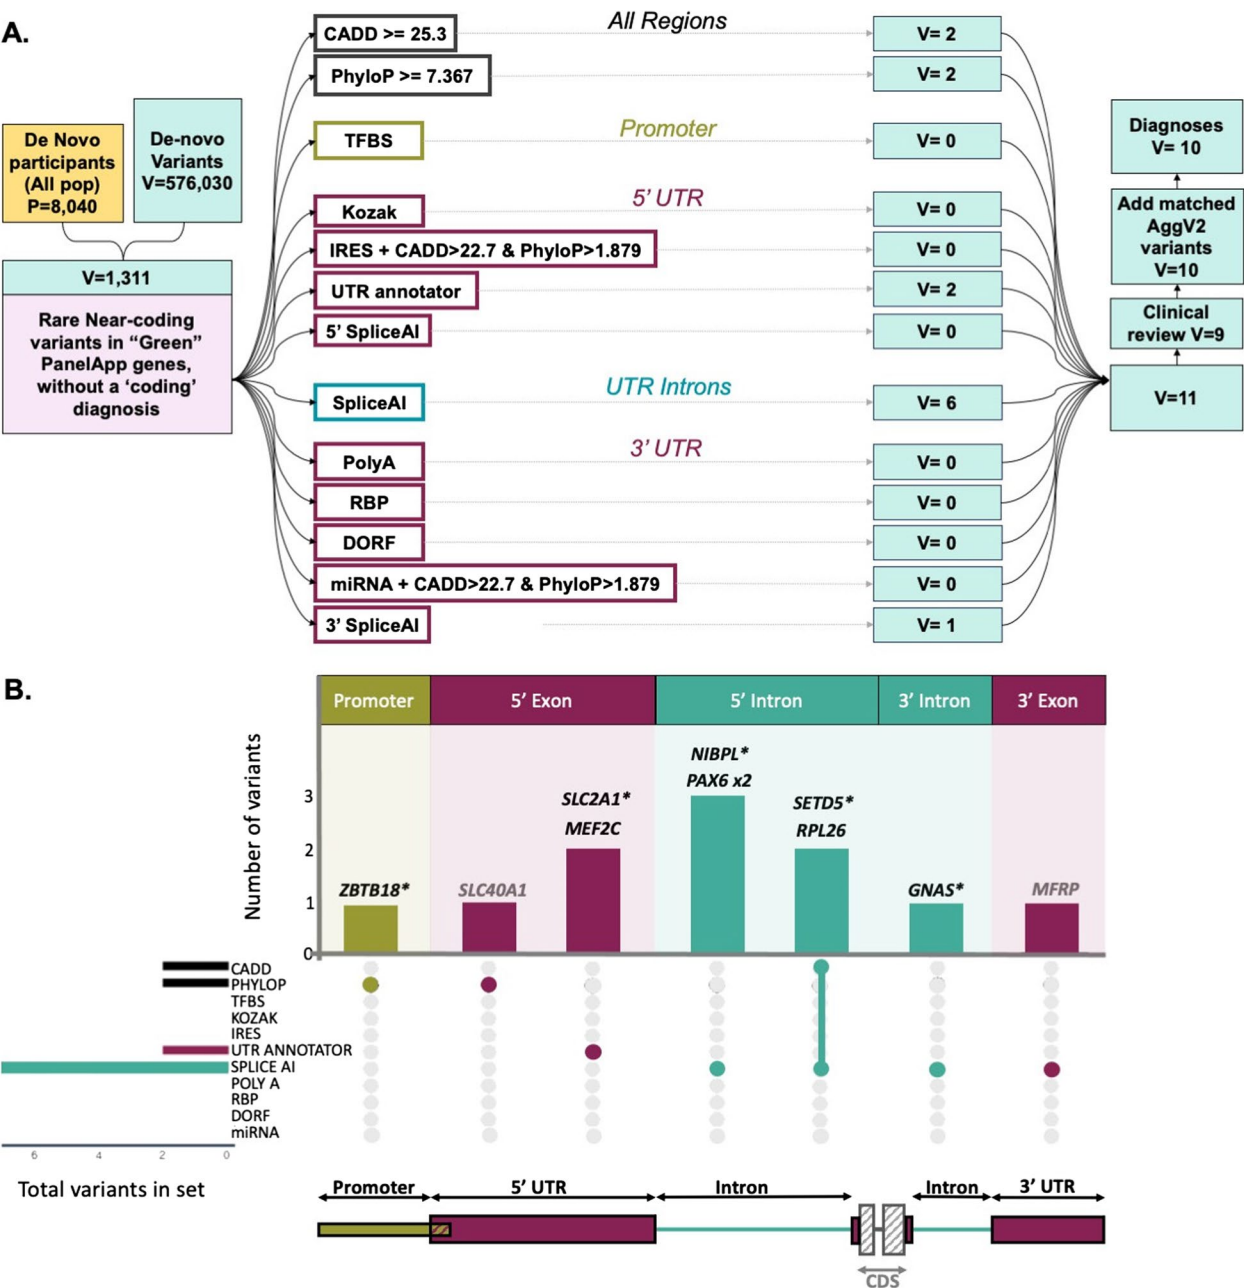 A.
De Novo
participants
(All pop)
P=8,040
De-novo
Variants
V=576,030
V=1,311
Rare Near-coding
variants in “Green”
PanelApp genes,
without a ‘coding’
diagnosis
All Regions
CADD >= 25.3
V= 2
PhyloP >= 7.367
V= 2
Promoter
TFBS
V= 0
5’ UTR
Kozak
V= 0
IRES + CADD>22.7 & PhyloP>1.879
V= 0
UTR annotator
V= 2
5’ SpliceAI
V= 0
UTR Introns
SpliceAI
V= 6
3’ UTR
PolyA
V= 0
RBP
V= 0
DORF
V= 0
miRNA + CADD>22.7 & PhyloP>1.879
V= 0
3’ SpliceAI
V= 1
Diagnoses
V= 10
Add matched
AggV2
variants
V=10
Clinical
review V=9
V=11
B.
Promoter
5’ Exon
5’ Intron
3’ Intron
3’ Exon
Number of variants
3
2
1
0
ZBTB18*
SLC40A1
SLC2A1*
MEF2C
NIBPL*
PAX6 x2
SETD5*
RPL26
GNAS*
MFRP
CADD
PHYLOP
TFBS
KOZAK
IRES
UTR ANNOTATOR
SPLICE AI
POLY A
RBP
DORF
miRNA
6 4 2 0
Total variants in set
Promoter
5’ UTR
Intron
Intron
3’ UTR
CDS